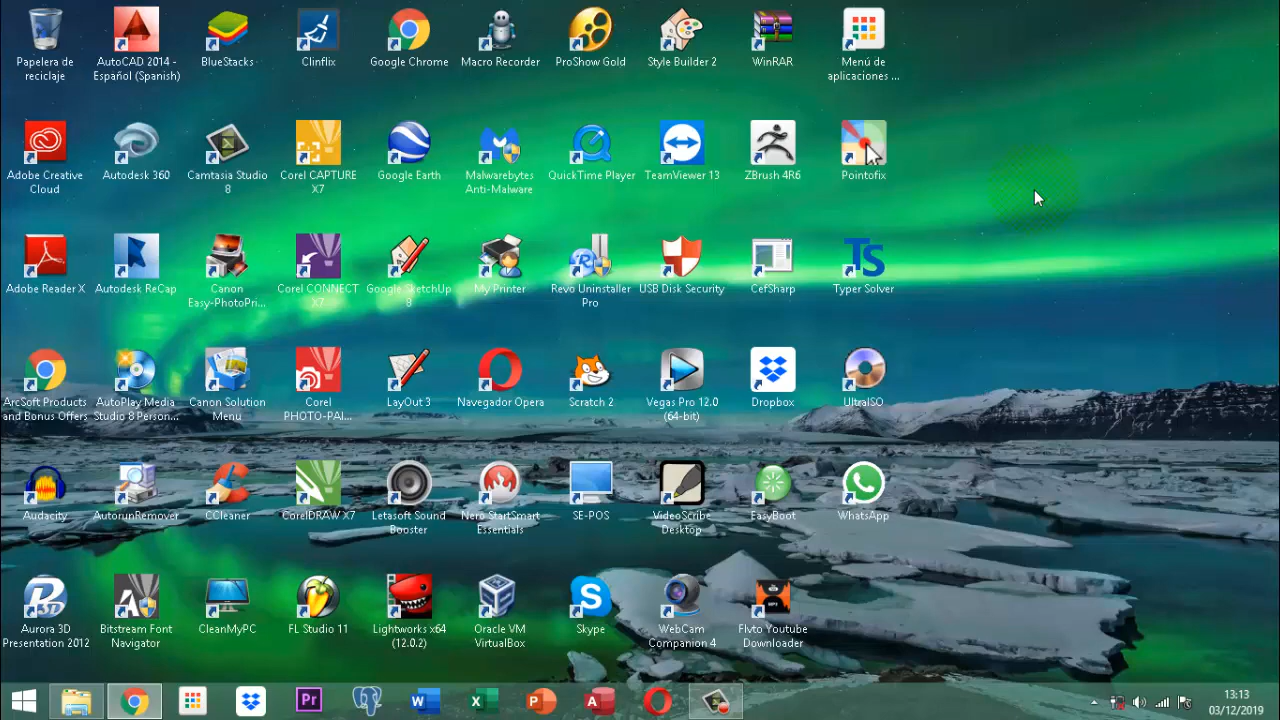 Papelera de
reciclaje
AutoCAD 2014 -
Español (Spanish)
BlueStacks
Clinflix
Google Chrome
Macro Recorder
ProShow Gold
Style Builder 2
WinRAR
Menú de
aplicaciones ...
Adobe Creative
Cloud
Autodesk 360
Camtasia Studio
8
Corel CAPTURE
X7
Google Earth
Malwarebytes
Anti-Malware
QuickTime Player
TeamViewer 13
ZBrush 4R6
Pointofix
Adobe Reader X
Autodesk ReCap
Canon
Easy-PhotoPri...
Corel CONNECT
X7
Google SketchUp
8
My Printer
Revo Uninstaller
Pro
USB Disk Security
CefSharp
TS
Typer Solver
ArcSoft Products
and Bonus Offers
AutoPlay Media
Studio 8 Person...
Canon Solution
Menu
Corel
PHOTO-PAI...
LayOut 3
Navegador Opera
Scratch 2
Vegas Pro 12.0
(64-bit)
Dropbox
UltraISO
Audacity
AutorunRemover
CCleaner
CorelDRAW X7
Letasoft Sound
Booster
Nero StartSmart
Essentials
SE-POS
VideoScribe
Desktop
EasyBoot
WhatsApp
Aurora 3D
Presentation 2012
Bitstream Font
Navigator
CleanMyPC
FL Studio 11
Lightworks x64
(12.0.2)
Oracle VM
VirtualBox
Skype
WebCam
Companion 4
Flvto Youtube
Downloader
Pr
13:13
03/12/2019